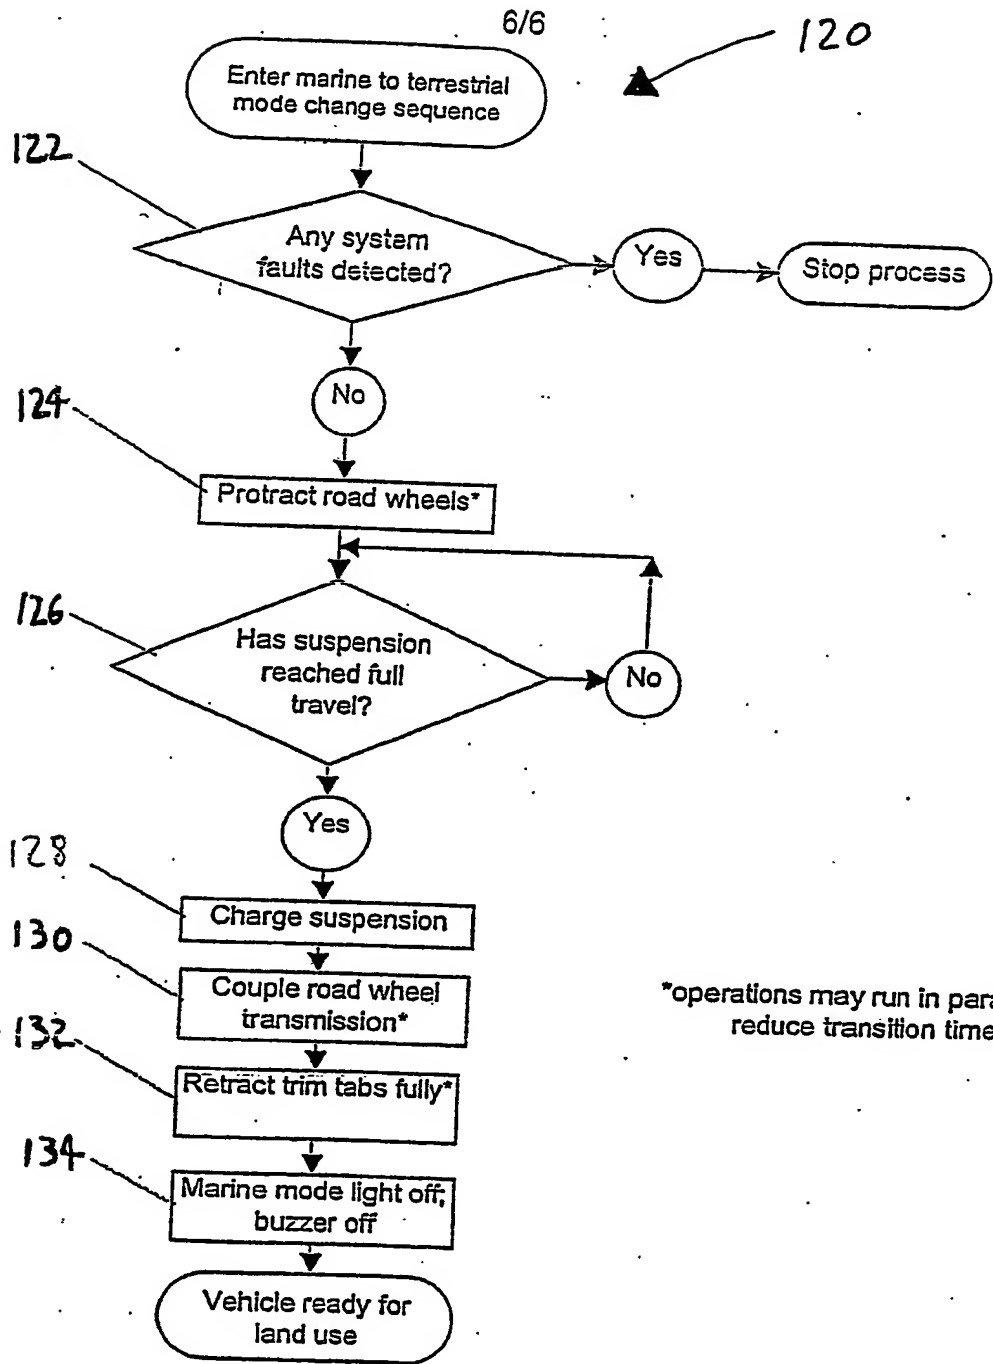 6/6
120
Enter marine to terrestrial
mode change sequence
122
Any system
faults detected?
Yes
Stop process
No
124
Protract road wheels*
126
Has suspension
reached full
travel?
No
Yes
128
Charge suspension
130
Couple road wheel
transmission*
*operations may run in
reduce transition time
132
Retract trim tabs fully*
134
Marine mode light off;
buzzer off
Vehicle ready for
land use